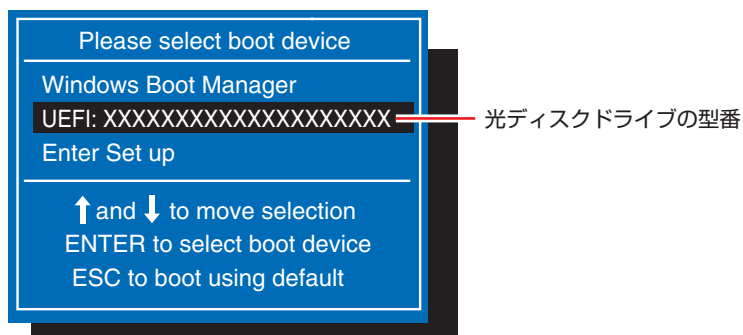 Please select boot device
Windows Boot Manager
UEFI: XXXXXXXXXXXXXXXXXXXX
光ディスクドライブの型番
Enter Set up
↑ and ↓ to move selection
ENTER to select boot device
ESC to boot using default